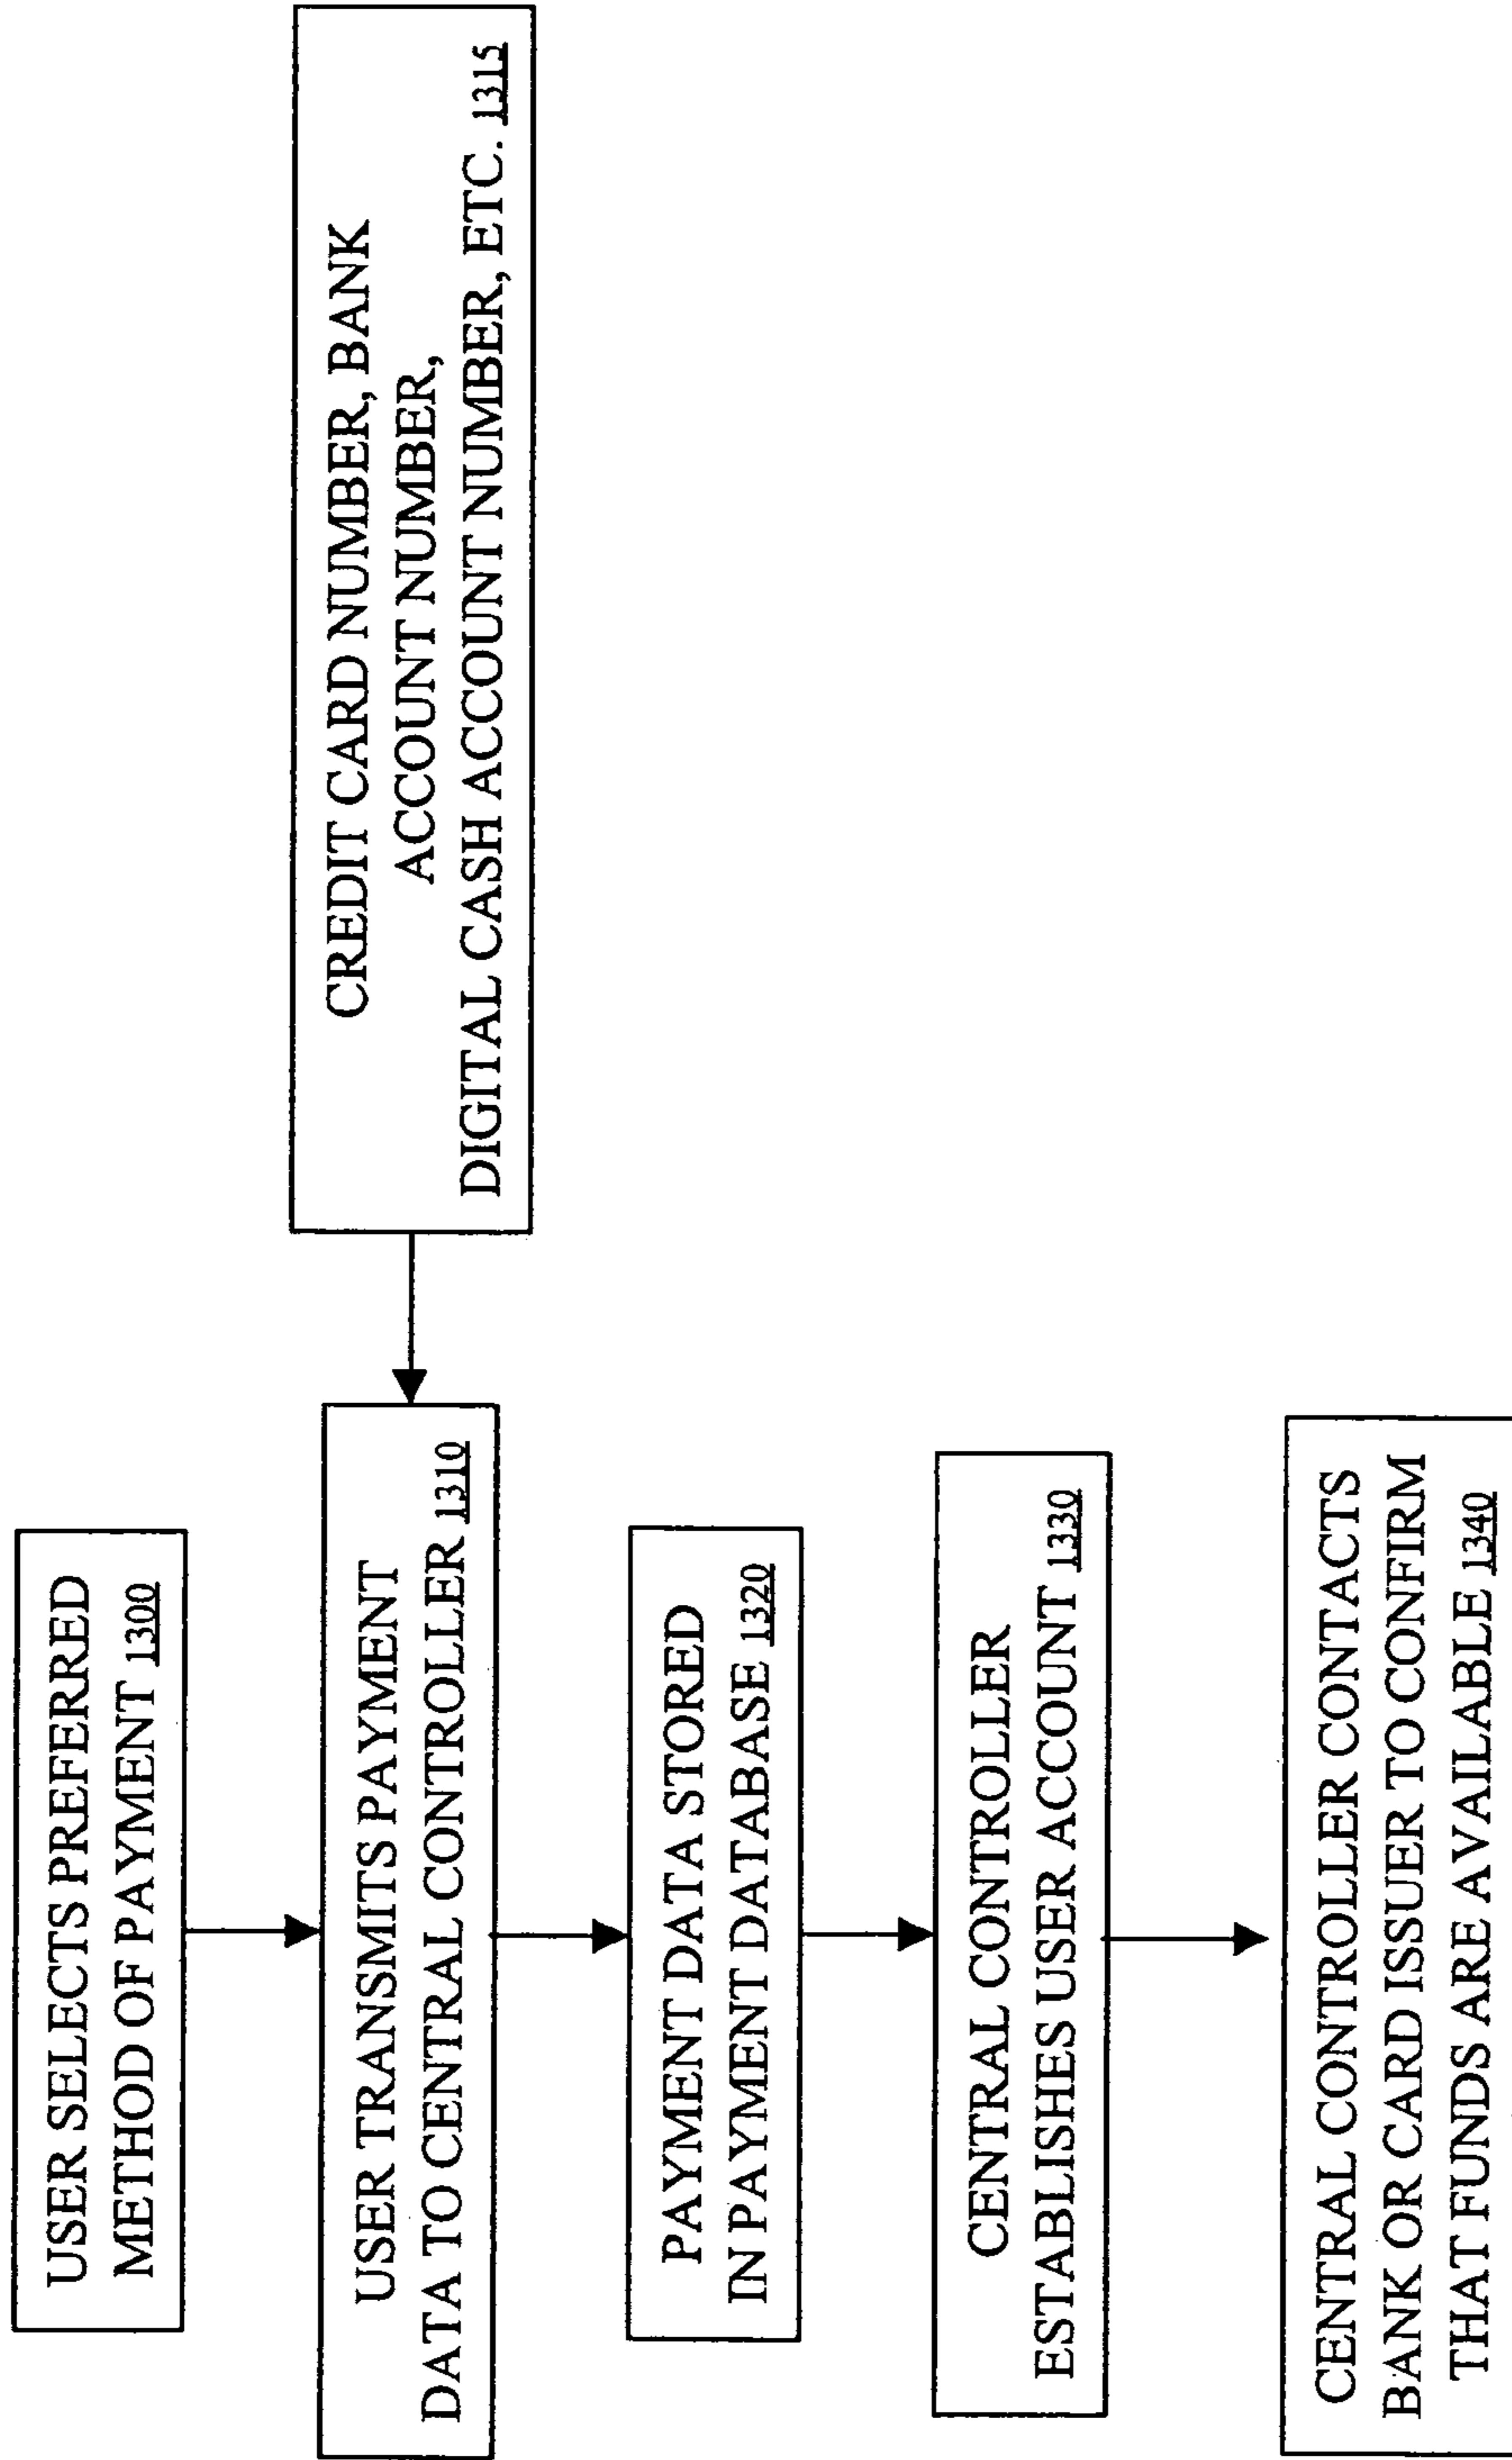 USER SELECTS PREFERRED
METHOD OF PAYMENT 1300
USER TRANSMITS PAYMENT
DATA TO CENTRAL CONTROLLER 1310
CREDIT CARD NUMBER, BANK
ACCOUNT NUMBER,
DIGITAL CASH ACCOUNT NUMBER, ETC. 1315
PAYMENT DATA STORED
IN PAYMENT DATABASE 1320
CENTRAL CONTROLLER
ESTABLISHES USER ACCOUNT 1330
CENTRAL CONTROLLER CONTACTS
BANK OR CARD ISSUER TO CONFIRM
THAT FUNDS ARE AVAILABLE 1340